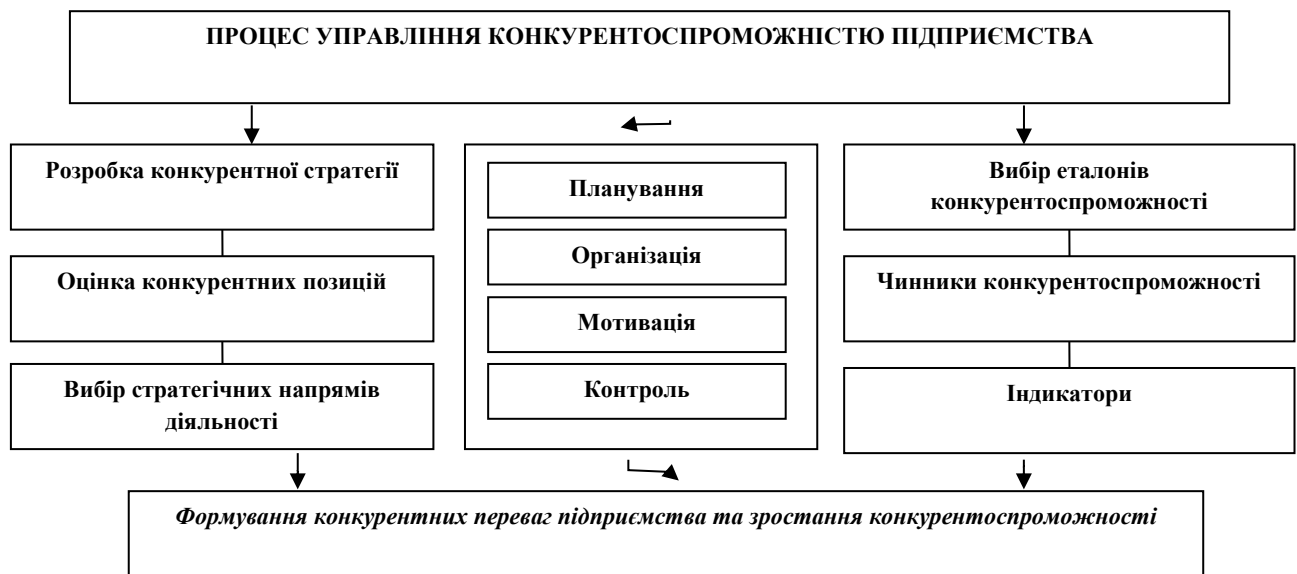 ПРОЦЕС УПРАВЛІННЯ КОНКУРЕНТОСПРОМОЖНІСТЮ ПІДПРИЄМСТВА
Розробка конкурентної стратегії
Оцінка конкурентних позицій
Вибір стратегічних напрямів
діяльності
Планування
Організація
Мотивація
Контроль
Вибір еталонів
конкурентоспроможності
Чинники конкурентоспроможності
Індикатори
Формування конкурентних переваг підприємства та зростання конкурентоспроможності